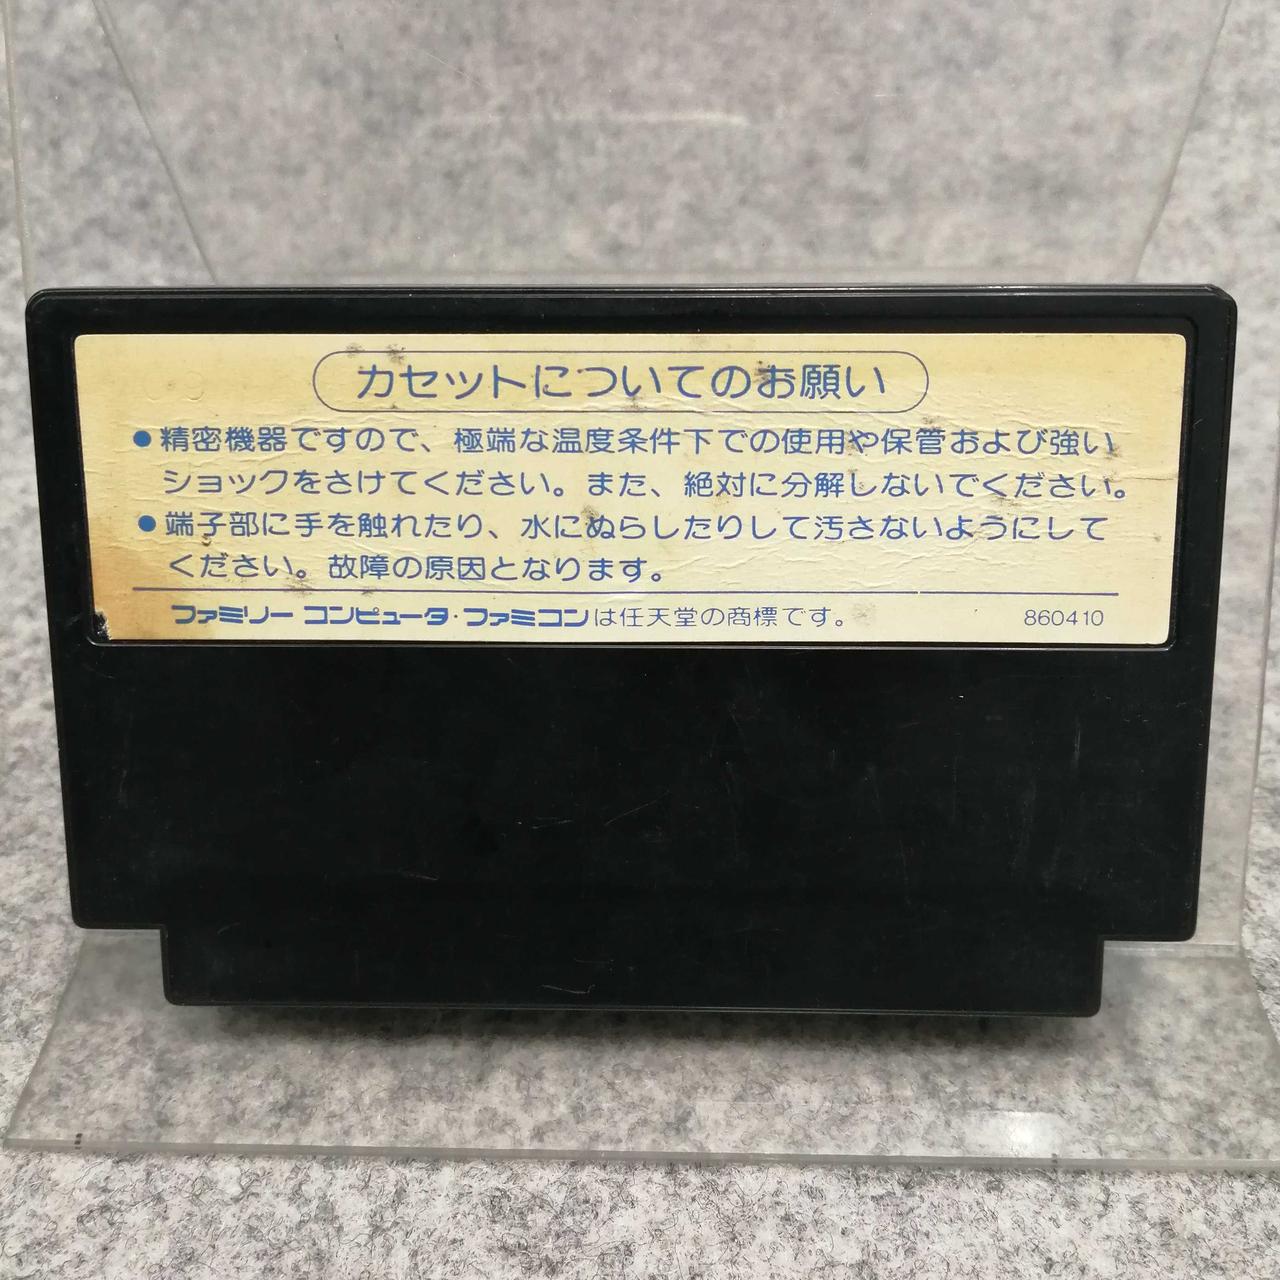 カセットについてのお願い
●精密機器ですので、極端な温度条件下での使用や保管および強い
ショックをさけてください。また、絶対に分解しないでください。
●端子部に手を触れたり、水にぬらしたりして汚さないようにして
ください。故障の原因となります。
ファミリー コンピュータ・ファミコンは任天堂の商標です。 860410